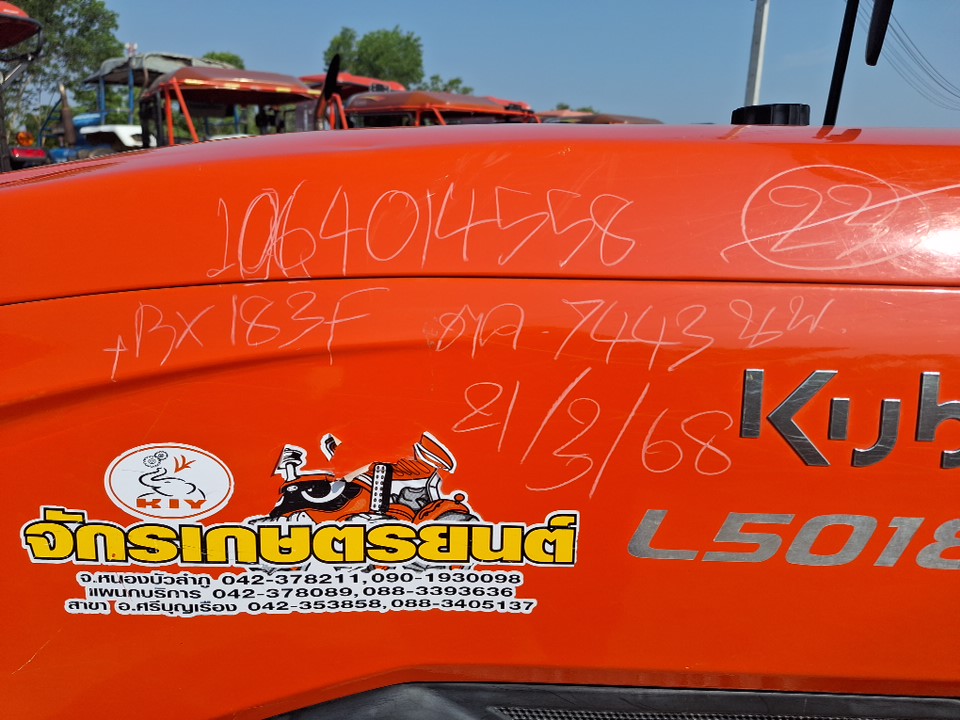 1064014558
23
BX183F ตค.7443 นพ.
21/3/68
Kub
L5018
KIY
จักรเกษตรยนต์
จ.หนองบัวลำภู 042-378211,090-1930098
แผนกบริการ 042-378089,088-3393636
สาขา อ.ศรีบุญเรือง 042-353858,088-3405137